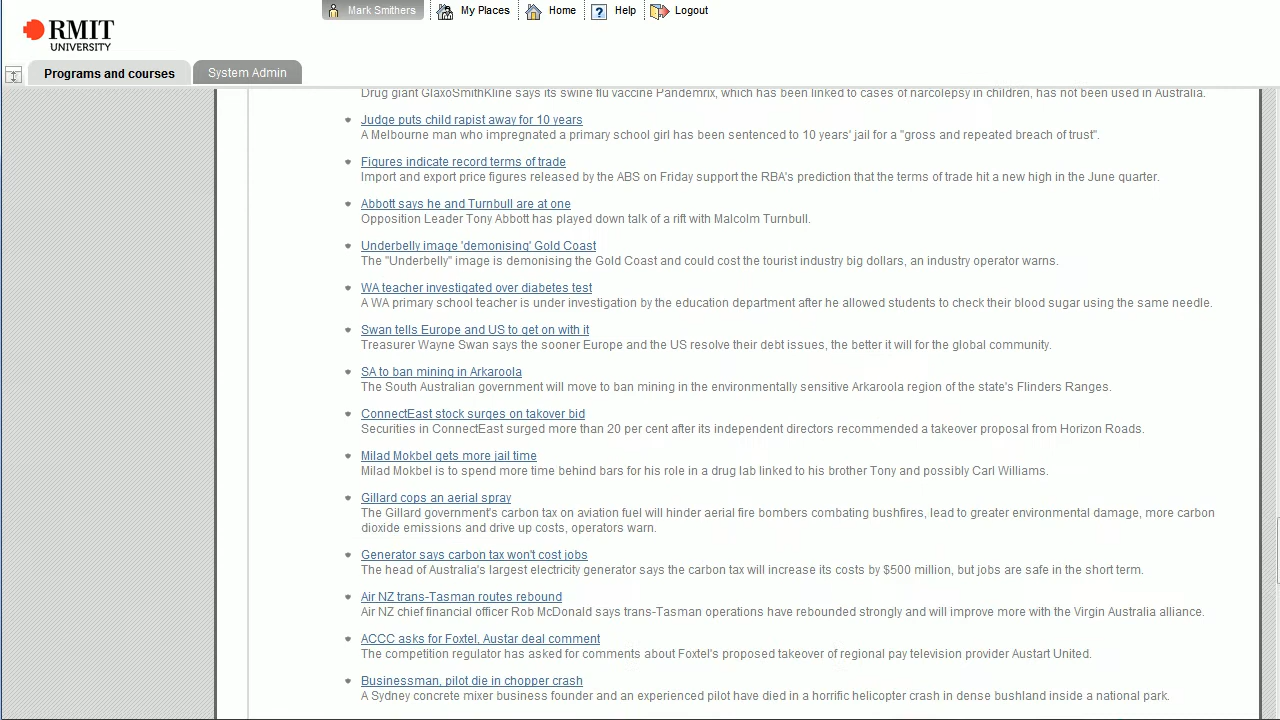 Mark Smithers
My Places
Home
Help
Logout
RMIT
UNIVERSITY
Programs and courses
System Admin
Drug giant GlaxoSmithKline says its swine flu vaccine Pandemrix, which has been linked to cases of narcolepsy in children, has not been used in Australia.
Judge puts child rapist away for 10 years
A Melbourne man who impregnated a primary school girl has been sentenced to 10 years' jail for a "gross and repeated breach of trust".
Figures indicate record terms of trade
Import and export price figures released by the ABS on Friday support the RBA's prediction that the terms of trade hit a new high in the June quarter.
Abbott says he and Turnbull are at one
Opposition Leader Tony Abbott has played down talk of a rift with Malcolm Turnbull.
Underbelly image 'demonising' Gold Coast
The "Underbelly" image is demonising the Gold Coast and could cost the tourist industry big dollars, an industry operator warns.
WA teacher investigated over diabetes test
A WA primary school teacher is under investigation by the education department after he allowed students to check their blood sugar using the same needle.
Swan tells Europe and US to get on with it
Treasurer Wayne Swan says the sooner Europe and the US resolve their debt issues, the better it will for the global community.
SA to ban mining in Arkaroola
The South Australian government will move to ban mining in the environmentally sensitive Arkaroola region of the state's Flinders Ranges.
ConnectEast stock surges on takover bid
Securities in ConnectEast surged more than 20 per cent after its independent directors recommended a takeover proposal from Horizon Roads.
Milad Mokbel gets more jail time
Milad Mokbel is to spend more time behind bars for his role in a drug lab linked to his brother Tony and possibly Carl Williams.
Gillard cops an aerial spray
The Gillard government's carbon tax on aviation fuel will hinder aerial fire bombers combating bushfires, lead to greater environmental damage, more carbon
dioxide emissions and drive up costs, operators warn.
Generator says carbon tax won't cost jobs
The head of Australia's largest electricity generator says the carbon tax will increase its costs by $500 million, but jobs are safe in the short term.
Air NZ trans-Tasman routes rebound
Air NZ chief financial officer Rob McDonald says trans-Tasman operations have rebounded strongly and will improve more with the Virgin Australia alliance.
ACCC asks for Foxtel, Austar deal comment
The competition regulator has asked for comments about Foxtel's proposed takeover of regional pay television provider Austart United.
Businessman, pilot die in chopper crash
A Sydney concrete mixer business founder and an experienced pilot have died in a horrific helicopter crash in dense bushland inside a national park.